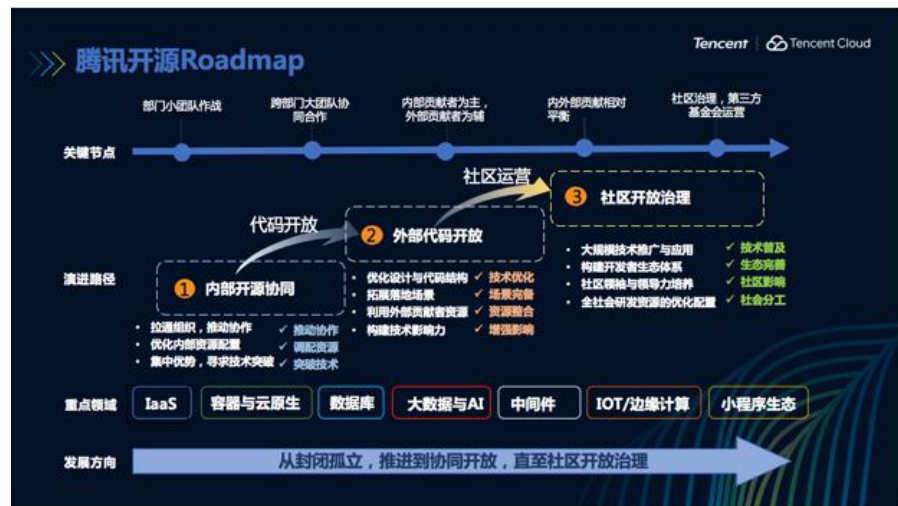 腾讯开源Roadmap
Tencent
Tencent Cloud
部门小团队作战
跨部门大团队协
同合作
内部贡献者为主，
外部贡献者为辅
内外部贡献相对
平衡
社区治理，第三方
基金会运营
关键节点
社区运营
3 社区开放治理
代码开放
2 外部代码开放
• 大规模技术推广与应用 ✓ 技术普及
• 构建开发者生态体系 ✓ 生态完善
• 社区领袖与领导力培养 ✓ 社区影响
• 全社会研发资源的优化配置 ✓ 社会分工
演进路径
1 内部开源协同
• 优化设计与代码结构 ✓ 技术优化
• 拓展落地场景 ✓ 场景完备
• 利用外部贡献者资源 ✓ 资源整合
• 构建技术影响力 ✓ 增强影响
• 拉通组织，推动协作 ✓ 推动协作
• 优化内部资源配置 ✓ 调配资源
• 集中优势，寻求技术突破 ✓ 突破技术
重点领域
IaaS
容器与云原生
数据库
大数据与AI
中间件
IOT/边缘计算
小程序生态
发展方向
从封闭孤立，推进到协同开放，直至社区开放治理